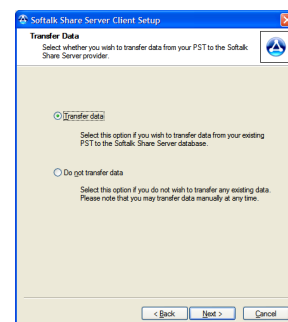 Softalk Share Server Client Setup
Transfer Data
Select whether you wish to transfer data from your PST to the Softalk
Share Server provider.
Transfer data
Select this option if you wish to transfer data from your existing
PST to the Softalk Share Server database.
Do not transfer data
Select this option if you do not wish to transfer any existing data.
Please note that you may transfer data manually at any time.
< Back Next > Cancel